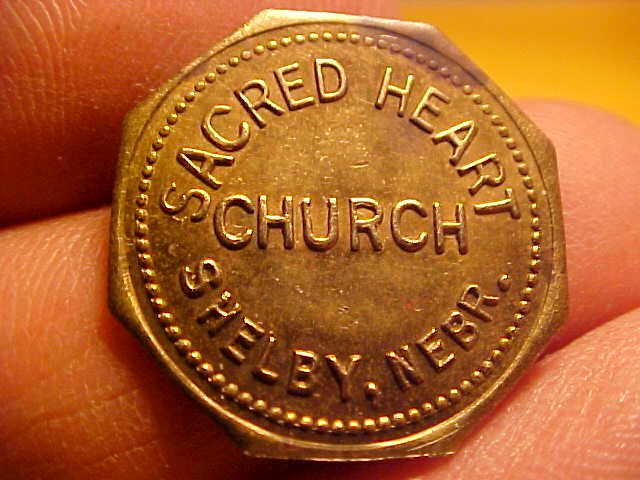 SACRED HEART
CHURCH
SHELBY, NEBR.